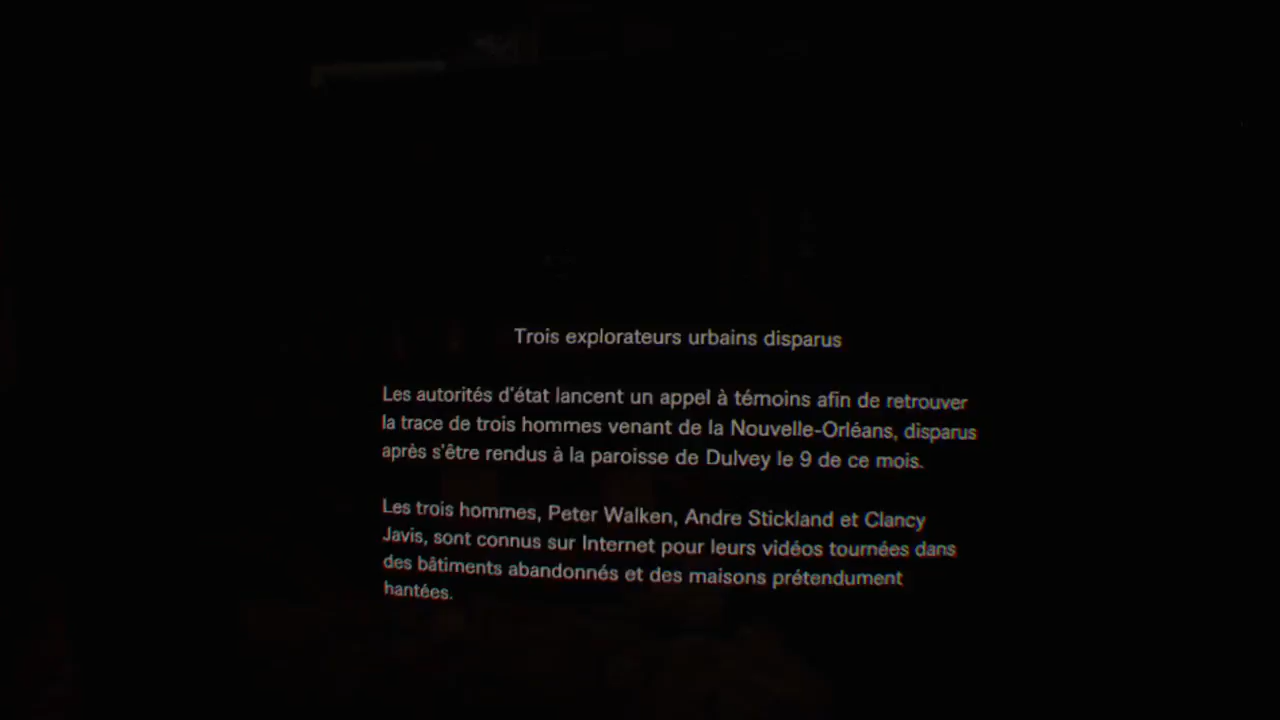 Trois explorateurs urbains disparus
Les autorités d'état lancent un appel à témoins afin de retrouver
la trace de trois hommes venant de la Nouvelle-Orléans, disparus
après s'être rendus à la paroisse de Dulvey le 9 de ce mois.
Les trois hommes, Peter Walken, Andre Stickland et Clancy
Javis, sont connus sur Internet pour leurs vidéos tournées dans
des bâtiments abandonnés et des maisons prétendument
hantées.